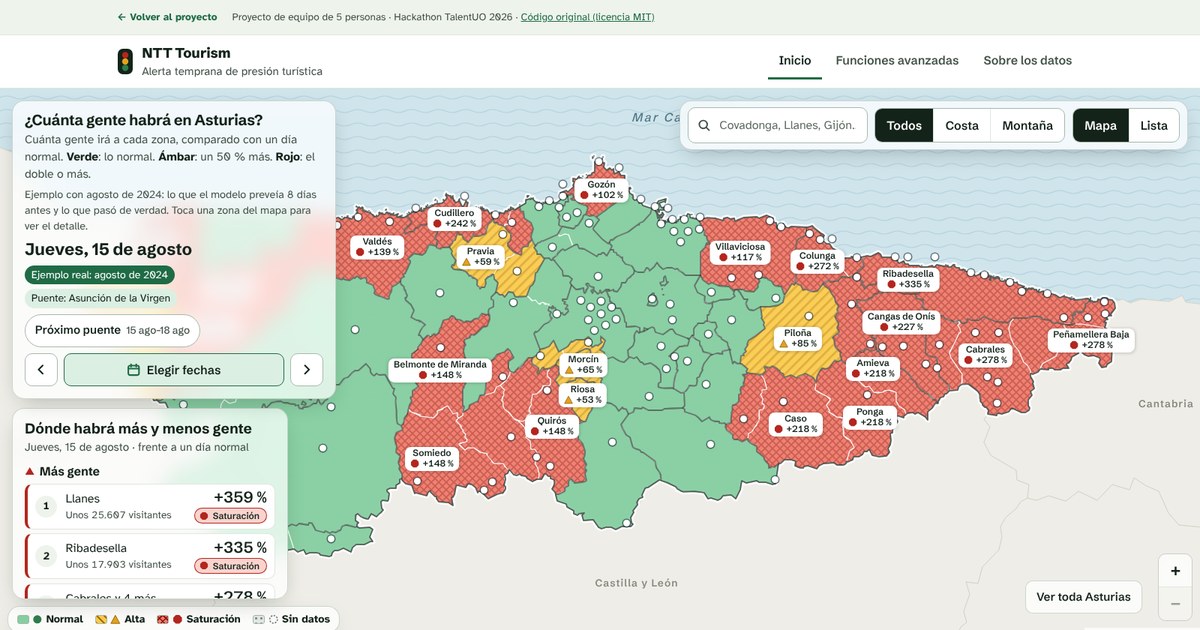 ← Volver al proyecto
Proyecto de equipo de 5 personas · Hackathon TalentUO 2026 · Código original (licencia MIT)
NTT Tourism
Alerta temprana de presión turística
Inicio
Funciones avanzadas
Sobre los datos
¿Cuánta gente habrá en Asturias?
Cuánta gente irá a cada zona, comparado con un día
normal. Verde: lo normal. Ámbar: un 50 % más. Rojo: el
doble o más.
Ejemplo con agosto de 2024: lo que el modelo preveía 8 días
antes y lo que pasó de verdad. Toca una zona del mapa para
ver el detalle.
Jueves, 15 de agosto
Ejemplo real: agosto de 2024
Puente: Asunción de la Virgen
Próximo puente 15 ago-18 ago
Elegir fechas
Mar Ca
Covadonga, Llanes, Gijón.
Todos
Costa
Montaña
Mapa
Lista
Gozón
+102 %
Cudillero
+242 %
Valdés
+139 %
Pravia
+59 %
Villaviciosa
+117 %
Colunga
+272 %
Ribadesella
+335 %
Cangas de Onís
+227 %
Peñamellera Baja
+278 %
Piloña
+85 %
Cabrales
+278 %
Amieva
+218 %
Belmonte de Miranda
+148 %
Morcín
+65 %
Riosa
+53 %
Quirós
+148 %
Caso
+218 %
Ponga
+218 %
Somiedo
+148 %
Cantabria
Castilla y León
Dónde habrá más y menos gente
Jueves, 15 de agosto · frente a un día normal
Más gente
1
Llanes
+359 %
Unos 25.607 visitantes
Saturación
2
Ribadesella
+335 %
Unos 17.903 visitantes
Saturación
Cabrales y 4 más
+278 %
Normal
Alta
Saturación
Sin datos
Ver toda Asturias
+
−